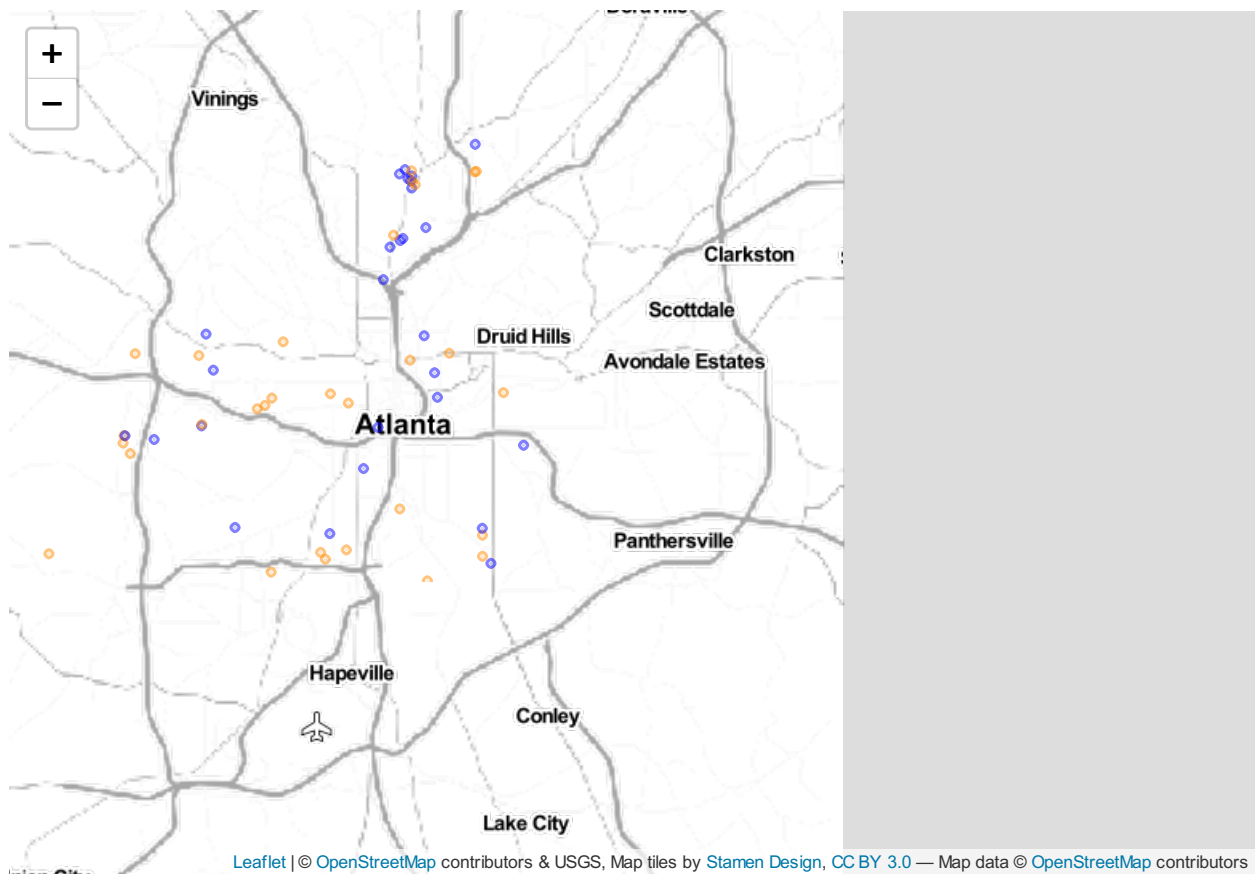 +
−
Vinings
Clarkston
Scottdale
Druid Hills
Avondale Estates
Atlanta
Panthersville
Hapeville
Conley
Lake City
Leaflet | © OpenStreetMap contributors & USGS, Map tiles by Stamen Design, CC BY 3.0 — Map data © OpenStreetMap contributors